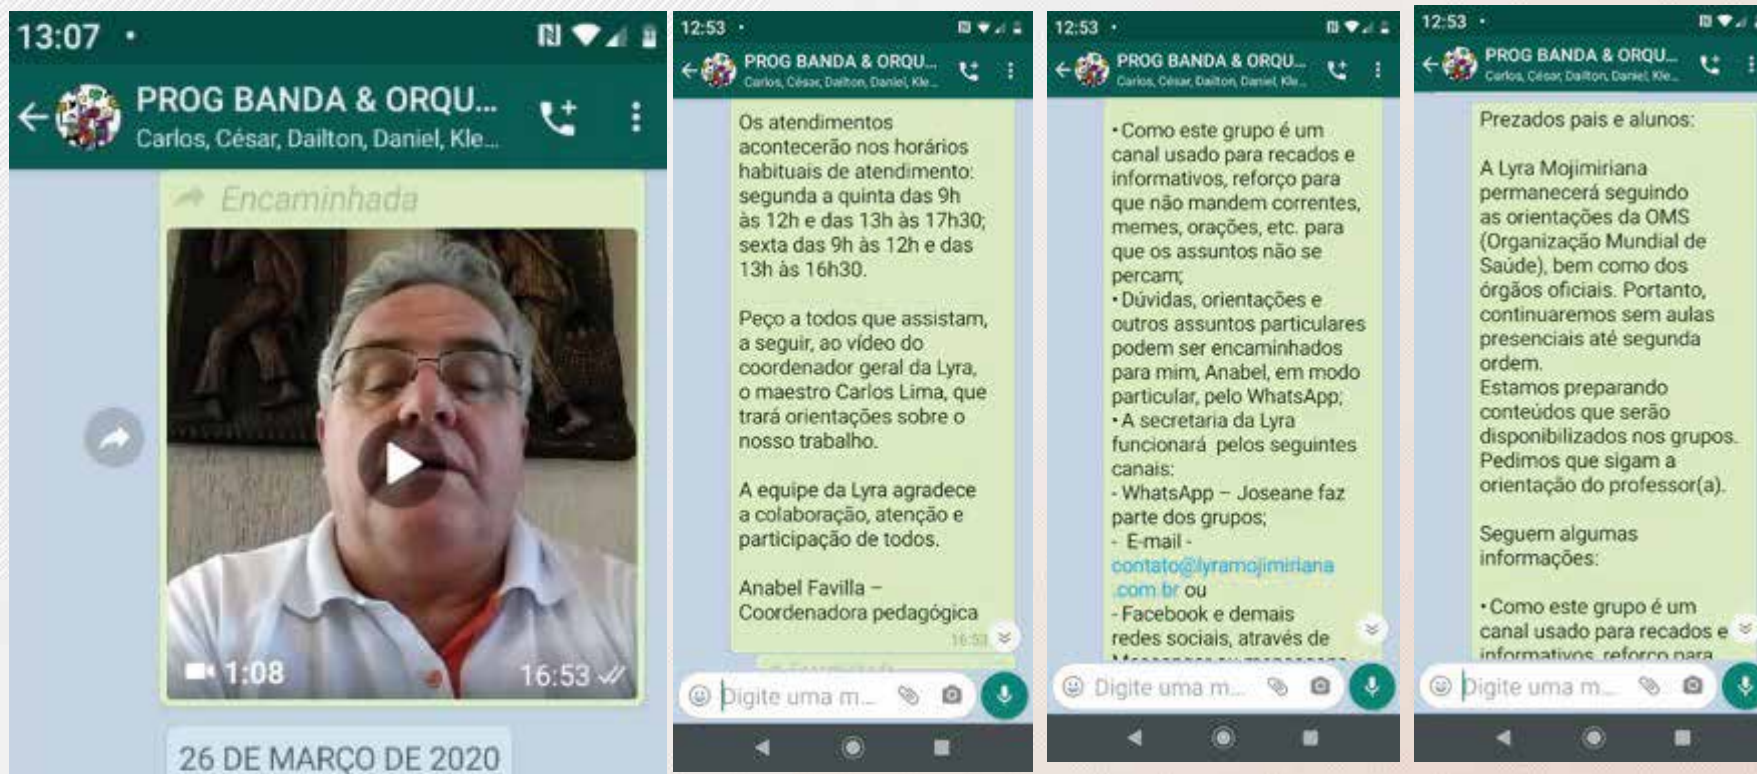 13:07
PROG BANDA & ORQU...
Carlos, César, Dailton, Daniel, Kle...
Encaminhada
1:08
16:53
26 DE MARÇO DE 2020
12:53
PROG BANDA & ORQU...
Carlos, César, Dailton, Daniel, Kle...
Os atendimentos
acontecerão nos horários
habituais de atendimento:
segunda a quinta das 9h
às 12h e das 13h às 17h30;
sexta das 9h às 12h e das
13h às 16h30.
Peço a todos que assistam,
a seguir, ao vídeo do
coordenador geral da Lyra,
o maestro Carlos Lima, que
trará orientações sobre o
nosso trabalho.
A equipe da Lyra agradece
a colaboração, atenção e
participação de todos.
Anabel Favilla –
Coordenadora pedagógica
16:53
Digite uma m...
12:53
PROG BANDA & ORQU...
Carlos, César, Dailton, Daniel, Kle...
• Como este grupo é um
canal usado para recados e
informativos, reforço para
que não mandem correntes,
memes, orações, etc. para
que os assuntos não se
percam;
• Dúvidas, orientações e
outros assuntos particulares
podem ser encaminhados
para mim, Anabel, em modo
particular, pelo WhatsApp;
• A secretaria da Lyra
funcionará pelos seguintes
canais:
- WhatsApp – Joseane faz
parte dos grupos;
- E-mail -
contato@lyramojimiriana
.com.br ou
- Facebook e demais
redes sociais, através de
Digite uma m...
12:53
PROG BANDA & ORQU...
Carlos, César, Dailton, Daniel, Kle...
Prezados pais e alunos:
A Lyra Mojimiriana
permanecerá seguindo
as orientações da OMS
(Organização Mundial de
Saúde), bem como dos
órgãos oficiais. Portanto,
continuaremos sem aulas
presenciais até segunda
ordem.
Estamos preparando
conteúdos que serão
disponibilizados nos grupos.
Pedimos que sigam a
orientação do professor(a).
Seguem algumas
informações:
• Como este grupo é um
canal usado para recados e
informativos, reforço para
Digite uma m...